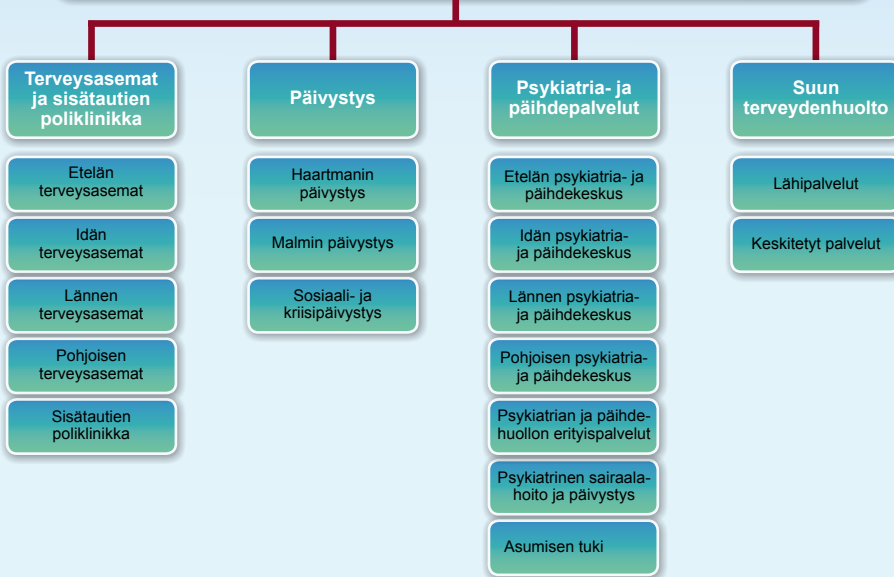 Terveysasemat
ja sisätautien
poliklinikka
Etelän
terveysasemat
Idän
terveysasemat
Lännen
terveysasemat
Pohjoisen
terveysasemat
Sisätautien
poliklinikka
Päivystys
Haartmanin
päivystys
Malmin päivystys
Sosiaali- ja
kriisipäivystys
Psykiatria- ja
päihdepalvelut
Etelän psykiatria- ja
päihdekeskus
Idän psykiatria-
ja päihdekeskus
Lännen psykiatria-
ja päihdekeskus
Pohjoisen psykiatria-
ja päihdekeskus
Psykiatrian ja päihde-
huollon erityispalvelut
Psykiatrinen sairaala-
hoito ja päivystys
Asumisen tuki
Suun
terveydenhuolto
Lähipalvelut
Keskitetyt palvelut